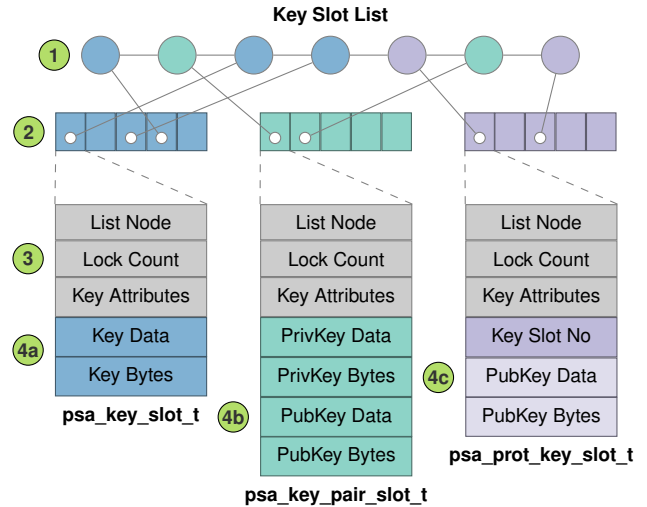 Key Slot List
1
2
3
List Node
Lock Count
Key Attributes
4a
Key Data
Key Bytes
psa_key_slot_t
List Node
Lock Count
Key Attributes
PrivKey Data
PrivKey Bytes
4b
PubKey Data
PubKey Bytes
psa_key_pair_slot_t
List Node
Lock Count
Key Attributes
Key Slot No
4c
PubKey Data
PubKey Bytes
psa_prot_key_slot_t